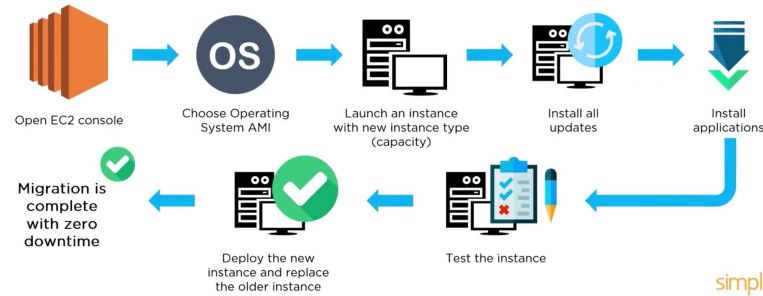 OS
Open EC2 console
Choose Operating
System AMI
Launch an instance
with new instance type
(capacity)
Install all
updates
Install
applications
Migration is
complete
with zero
downtime
Deploy the new
instance and replace
the older instance
Test the instance
simpl